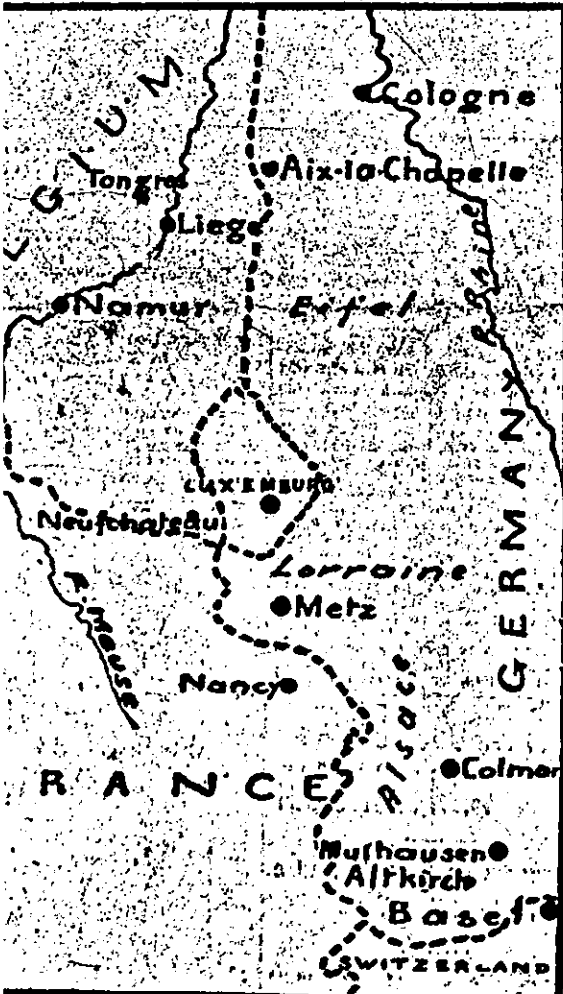 LGIUM
Cologne
Aix-la-Chapelle
Tongres
Liege
R. Rhine
Namur
Eifel
GERMANY
LUXEMBURG
Neufchateau
Lorraine
R. Meuse
Metz
Nancy
Alsace
RANCE
Colmar
Mulhausen
Altkirch
Basel
SWITZERLAND